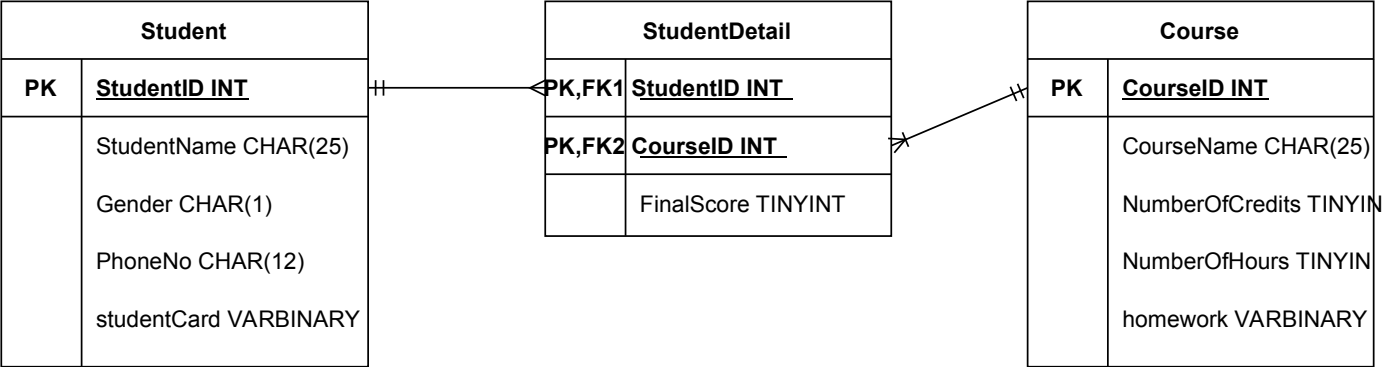 Student
PK StudentID INT
StudentName CHAR(25)
Gender CHAR(1)
PhoneNo CHAR(12)
studentCard VARBINARY
StudentDetail
PK,FK1 StudentID INT
PK,FK2 CourseID INT
FinalScore TINYINT
Course
PK CourseID INT
CourseName CHAR(25)
NumberOfCredits TINYIN
NumberOfHours TINYIN
homework VARBINARY